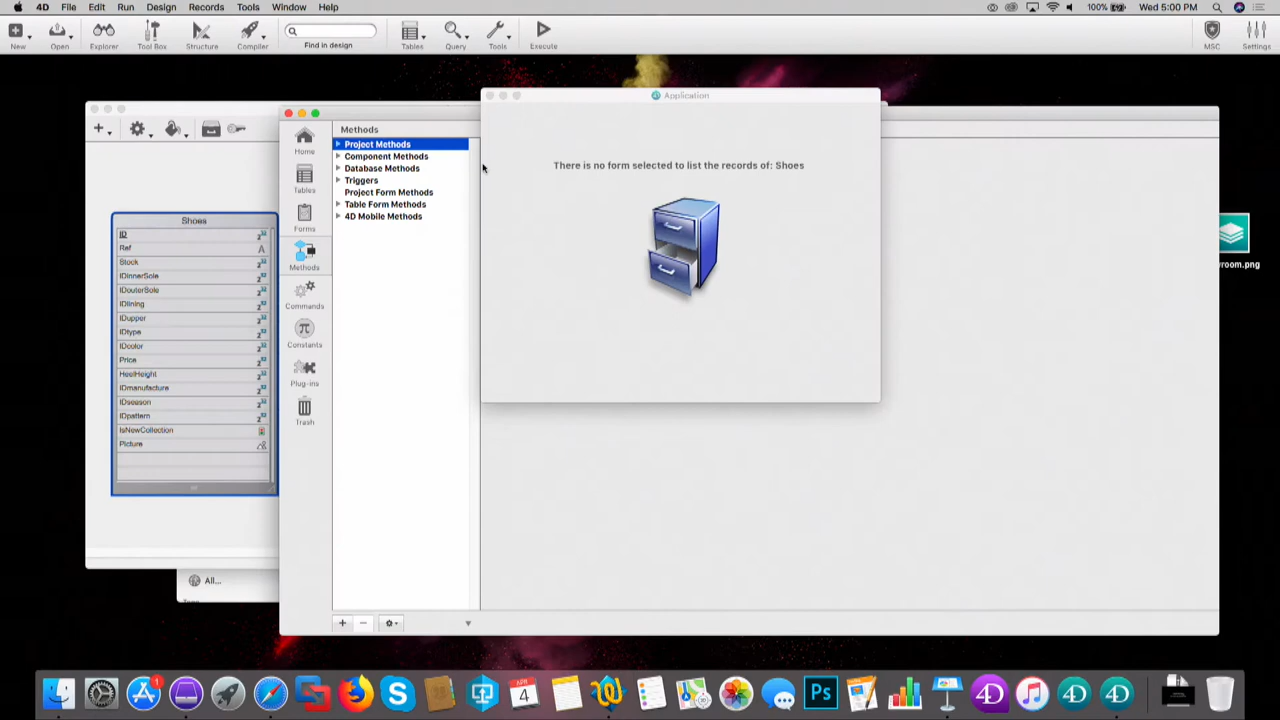 4D File Edit Run Design Records Tools Window Help
100% Wed 5:00 PM
New Open Explorer Tool Box Structure Compiler Find in design Tables Query Tools Execute MSC Settings
Application
There is no form selected to list the records of: Shoes
Methods
Project Methods
Component Methods
Database Methods
Triggers
Project Form Methods
Table Form Methods
4D Mobile Methods
Home
Tables
Forms
Methods
Commands
Constants
Plug-ins
Trash
Shoes
ID
Ref
Stock
IDinnerSole
IDouterSole
IDlining
IDupper
IDtype
IDcolor
Price
HeelHeight
IDmanufacture
IDseason
IDpattern
IsNewCollection
Picture
All...
room.png
APR
4
Ps